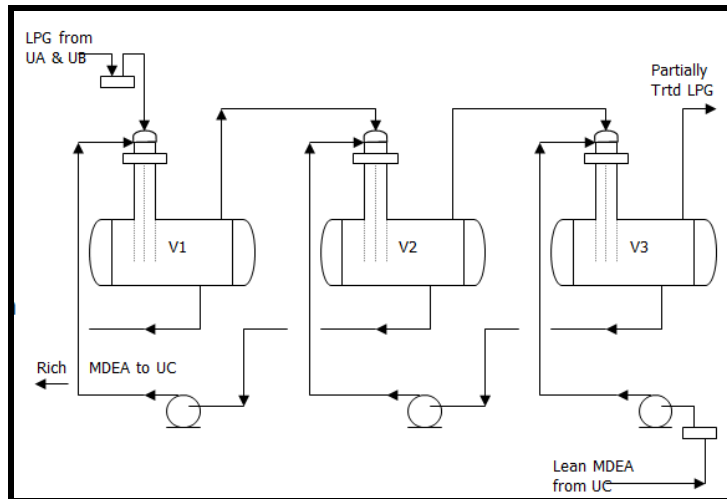 LPG from
UA & UB
Partially
Trtd LPG
V1
V2
V3
Rich MDEA to UC
Lean MDEA
from UC